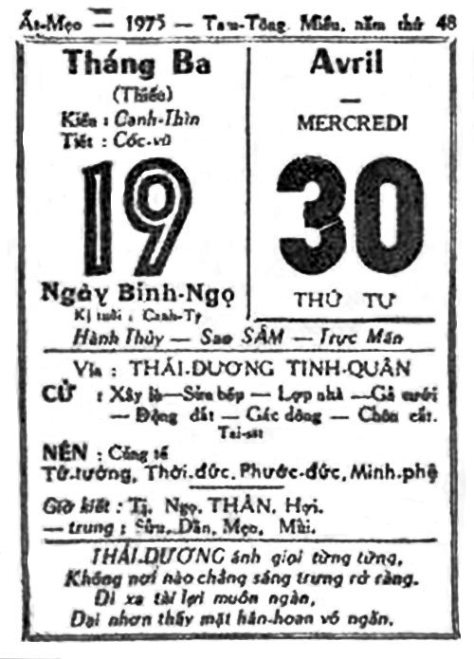 Ất-Mẹo — 1975 — Tam-Tông Miếu, năm thứ 48
Tháng Ba
(Thiếu)
Kiến : Canh-Thìn
Tiết : Cốc-vũ
19
Ngày Bính-Ngọ
Kị tuổi : Canh-Tý
Avril
—
MERCREDI
30
THỨ TƯ
Hành Thủy — Sao SÂM — Trực Mãn
Vía : THÁI-DƯƠNG TINH-QUÂN
CỬ : Xây lò—Sửa bếp — Lợp nhà —Gả cưới
— Động đất — Gác đòng — Chôn cất.
Tai-sát
NÊN : Cúng tế
Tứ-tướng, Thời-đức, Phước-đức, Minh-phệ
Giờ kiết : Tị, Ngọ, THÂN, Hợi.
— trung : Sửu, Dần, Mẹo, Mùi.
THÁI-DƯƠNG ánh giọi từng từng,
Không nơi nào chẳng sáng trưng rỡ ràng.
Đi xa tài lợi muôn ngàn,
Đại nhơn thấy mặt hân-hoan vô ngằn.